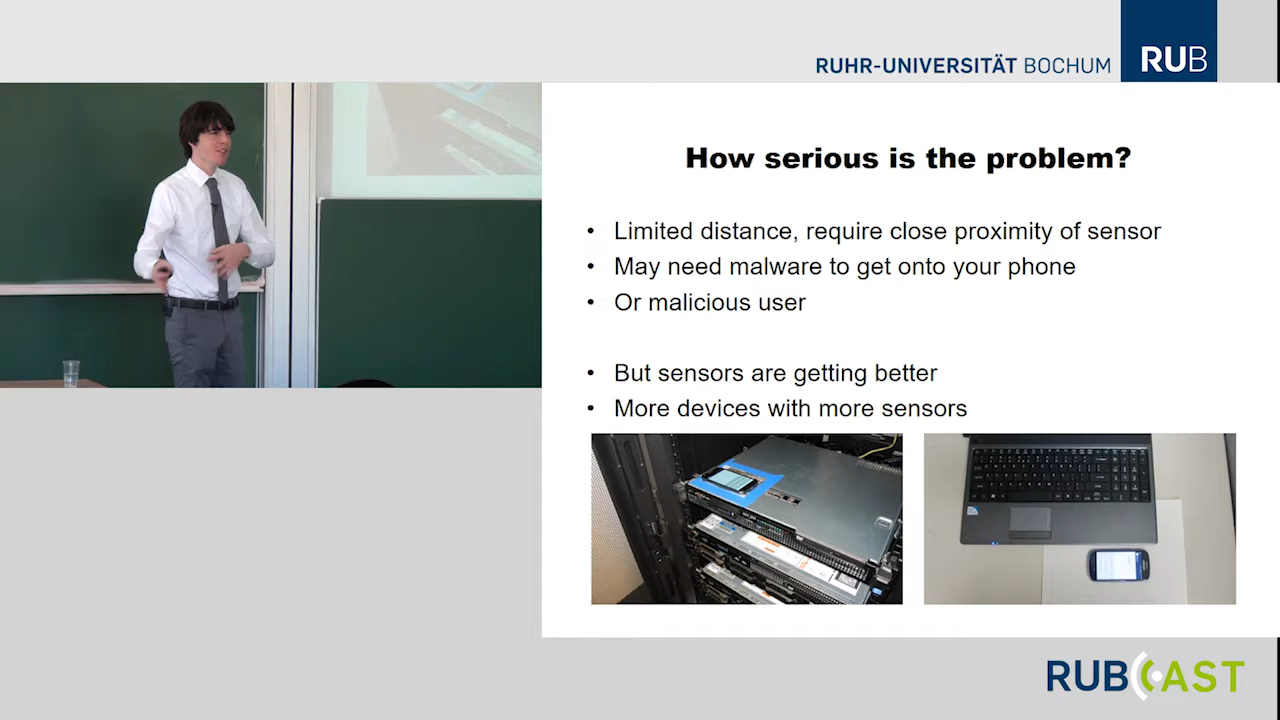 RUHR-UNIVERSITÄT BOCHUM RUB
How serious is the problem?
• Limited distance, require close proximity of sensor
• May need malware to get onto your phone
• Or malicious user
• But sensors are getting better
• More devices with more sensors
RUBCAST